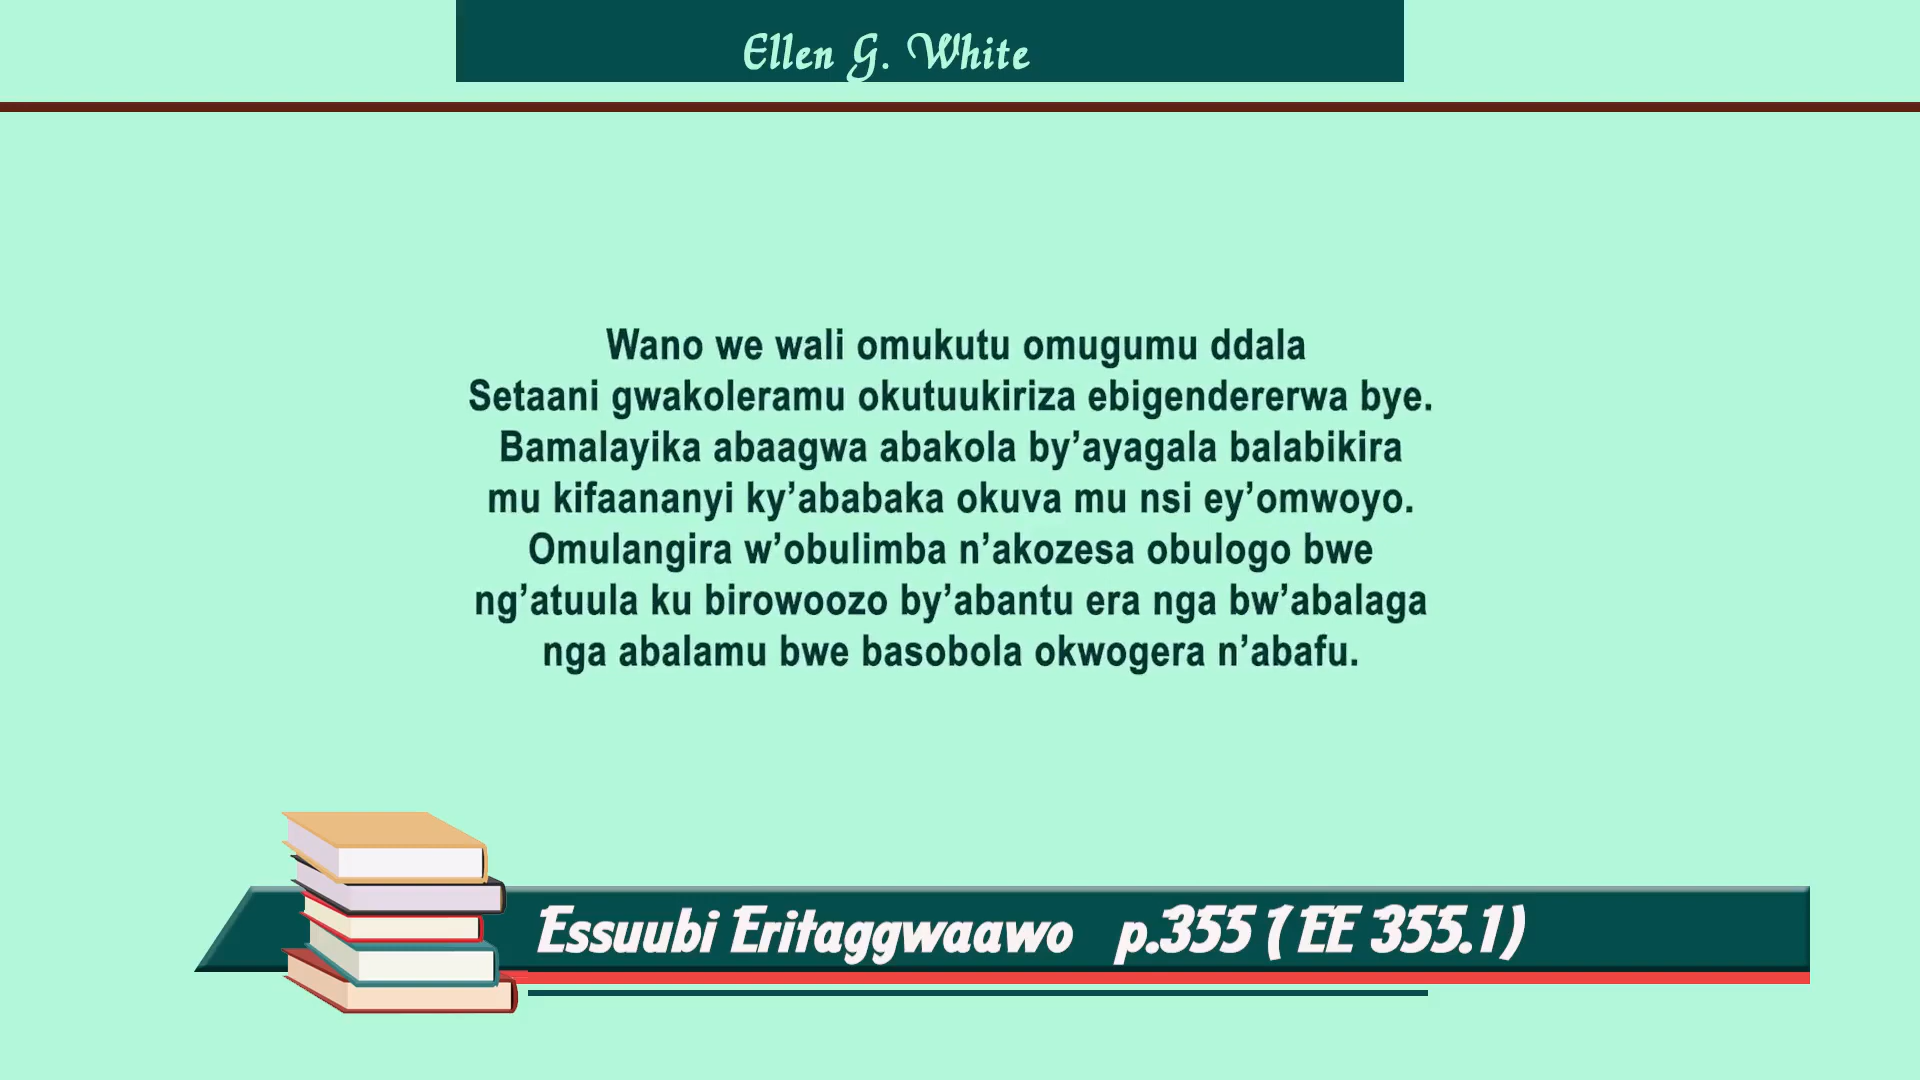 Ellen G. White
Wano we wali omukutu omugumu ddala
Setaani gwakoleramu okutuukiriza ebigendererwa bye.
Bamalayika abaagwa abakola by’ayagala balabikira
mu kifaananyi ky’ababaka okuva mu nsi ey’omwoyo.
Omulangira w’obulimba n’akozesa obulogo bwe
ng’atuula ku birowoozo by’abantu era nga bw’abalaga
nga abalamu bwe basobola okwogera n’abafu.
Essuubi Eritaggwaawo p.355 ( EE 355.1)